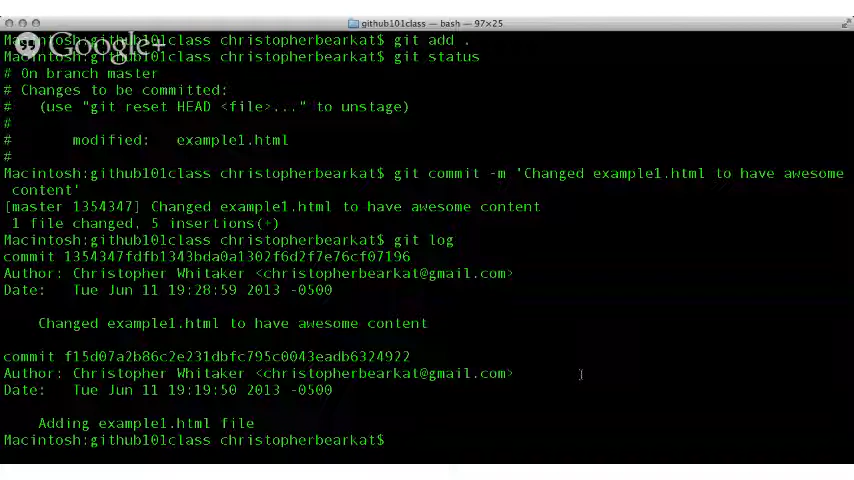 github101class — bash — 97×25
Google+
Macintosh:github101class christopherbearkat$ git add .
Macintosh:github101class christopherbearkat$ git status
# On branch master
# Changes to be committed:
#   (use "git reset HEAD <file>..." to unstage)
#
#       modified:   example1.html
#
Macintosh:github101class christopherbearkat$ git commit -m 'Changed example1.html to have awesome
 content'
[master 1354347] Changed example1.html to have awesome content
 1 file changed, 5 insertions(+)
Macintosh:github101class christopherbearkat$ git log
commit 1354347fdfb1343bda0a1302f6d2f7e76cf07196
Author: Christopher Whitaker <christopherbearkat@gmail.com>
Date:   Tue Jun 11 19:28:59 2013 -0500
    Changed example1.html to have awesome content
commit f15d07a2b86c2e231dbfc795c0043eadb6324922
Author: Christopher Whitaker <christopherbearkat@gmail.com>
Date:   Tue Jun 11 19:19:50 2013 -0500
    Adding example1.html file
Macintosh:github101class christopherbearkat$